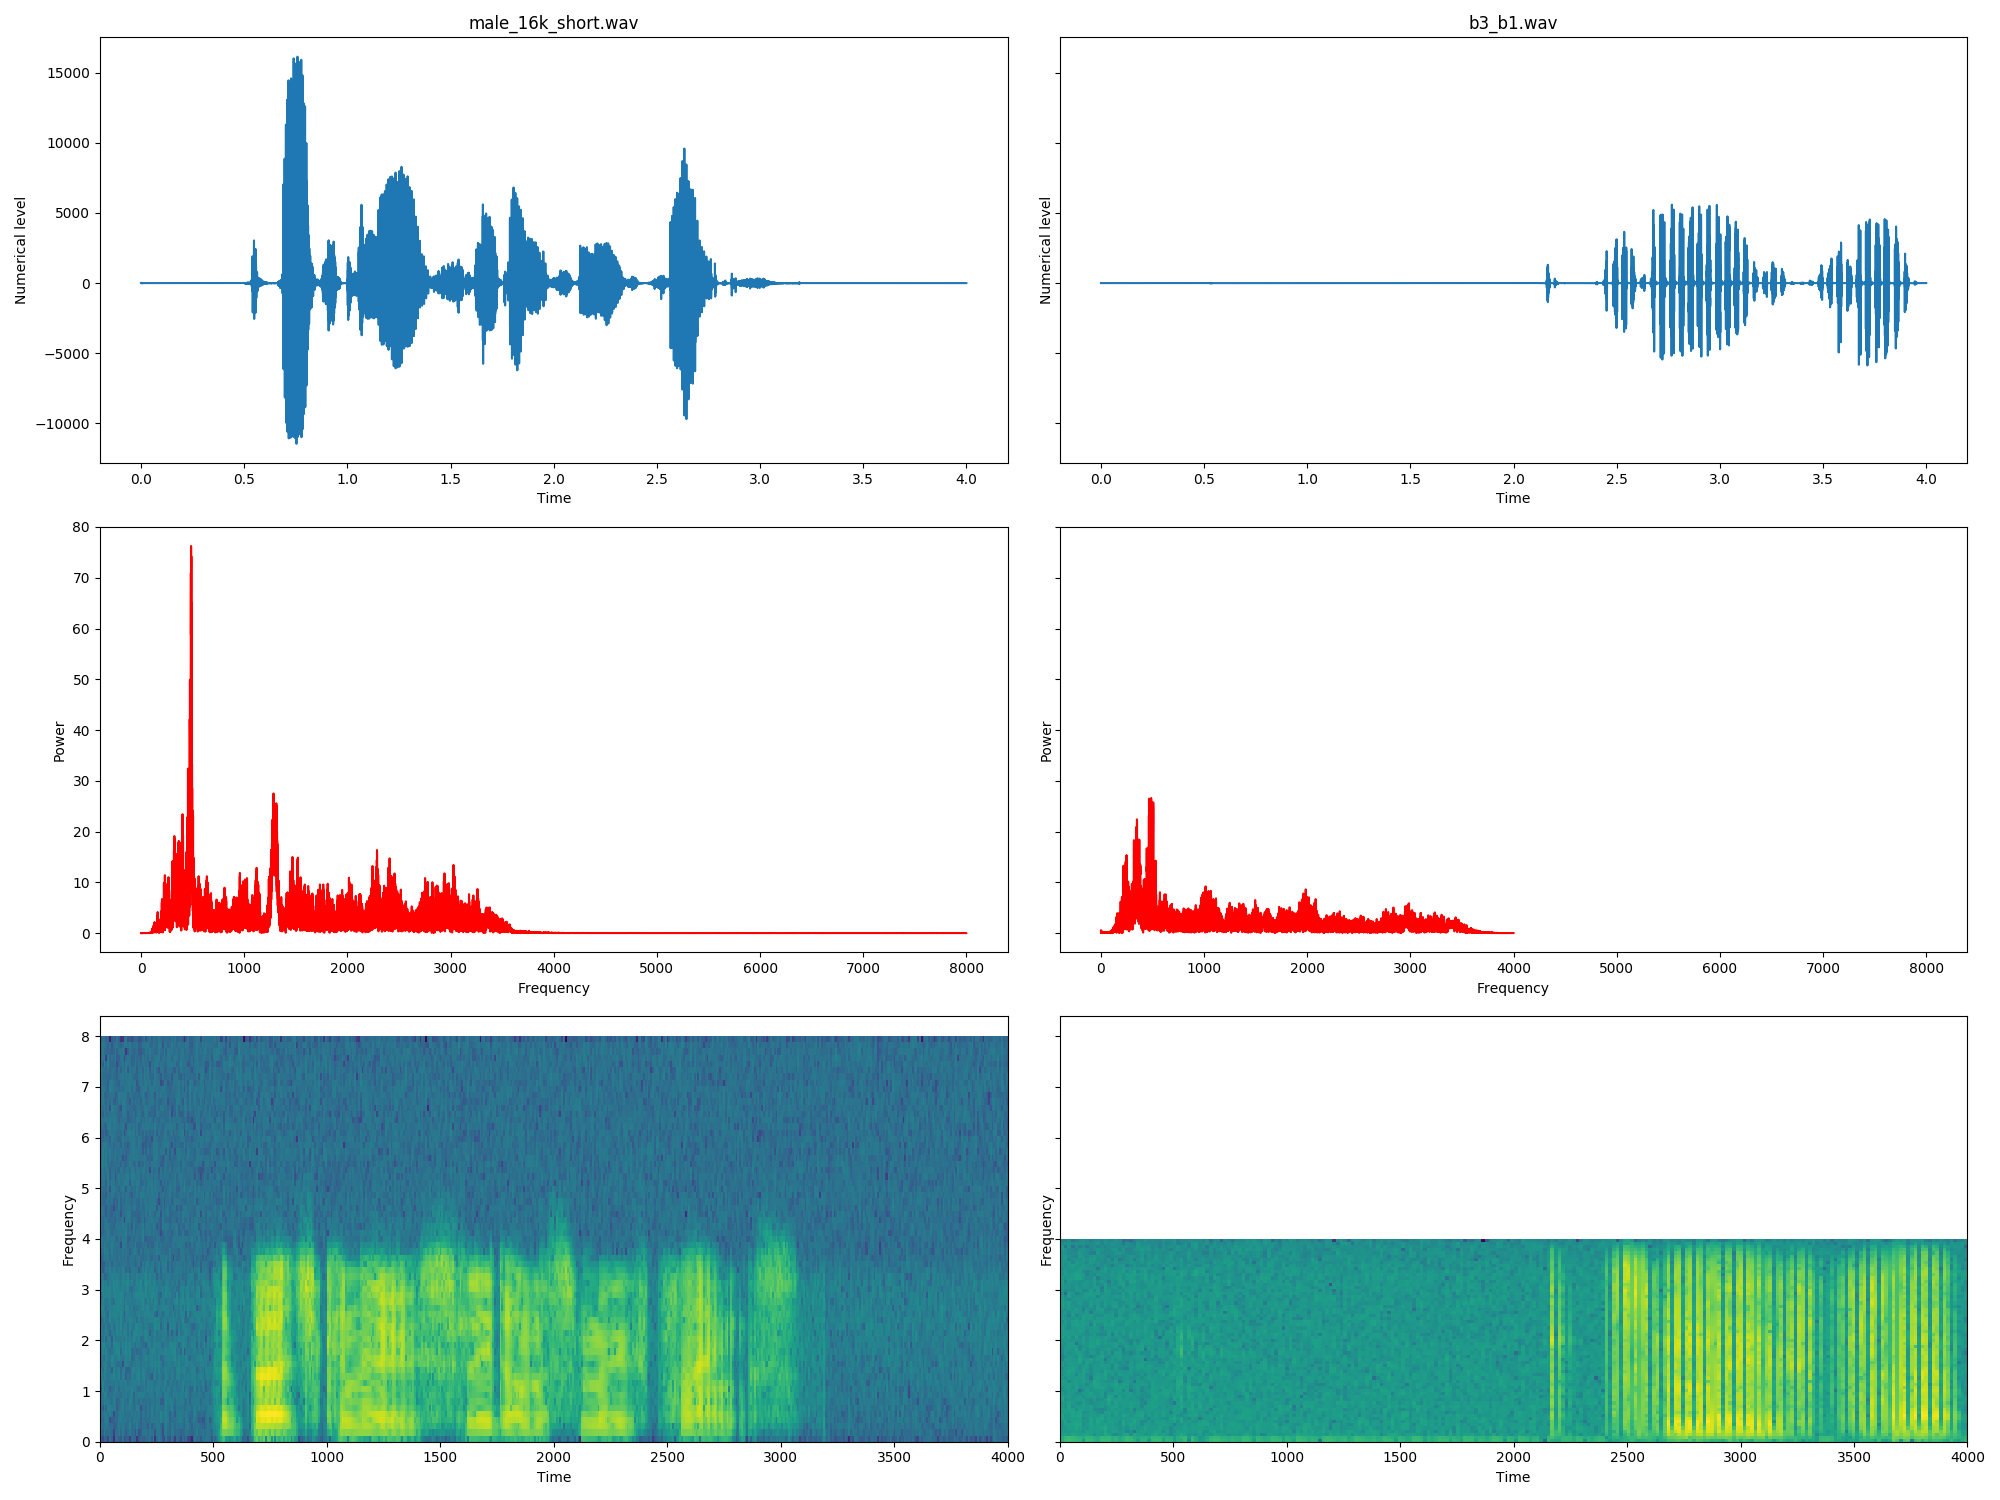 male_16k_short.wav
b3_b1.wav
15000
10000
5000
0
−5000
−10000
Numerical level
Numerical level
0.0 0.5 1.0 1.5 2.0 2.5 3.0 3.5 4.0
0.0 0.5 1.0 1.5 2.0 2.5 3.0 3.5 4.0
Time
Time
80
70
60
50
40
30
20
10
0
Power
Power
0 1000 2000 3000 4000 5000 6000 7000 8000
0 1000 2000 3000 4000 5000 6000 7000 8000
Frequency
Frequency
8
7
6
5
4
3
2
1
0
Frequency
Frequency
0 500 1000 1500 2000 2500 3000 3500 4000
0 500 1000 1500 2000 2500 3000 3500 4000
Time
Time